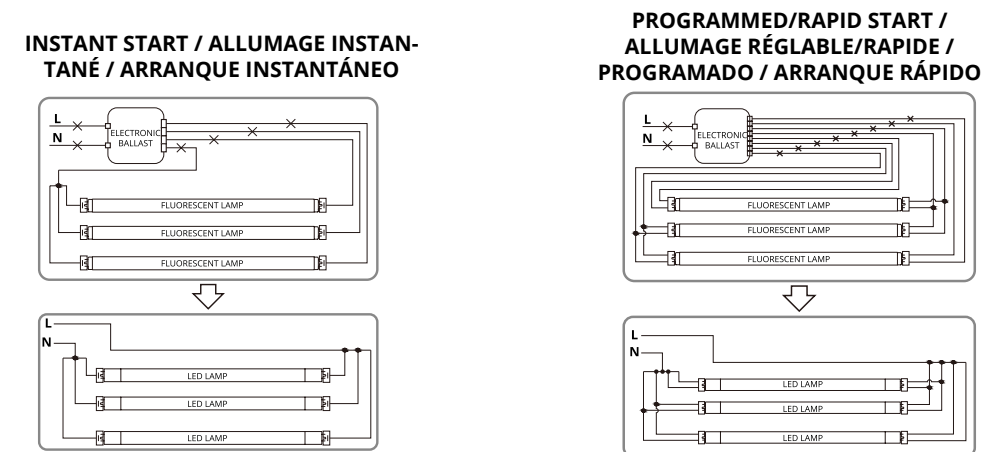 INSTANT START / ALLUMAGE INSTAN-
TANÉ / ARRANQUE INSTANTÁNEO
L
N
ELECTRONIC
BALLAST
FLUORESCENT LAMP
FLUORESCENT LAMP
FLUORESCENT LAMP
L
N
LED LAMP
LED LAMP
LED LAMP
PROGRAMMED/RAPID START /
ALLUMAGE RÉGLABLE/RAPIDE /
PROGRAMADO / ARRANQUE RÁPIDO
L
N
ELECTRONIC
BALLAST
FLUORESCENT LAMP
FLUORESCENT LAMP
FLUORESCENT LAMP
L
N
LED LAMP
LED LAMP
LED LAMP